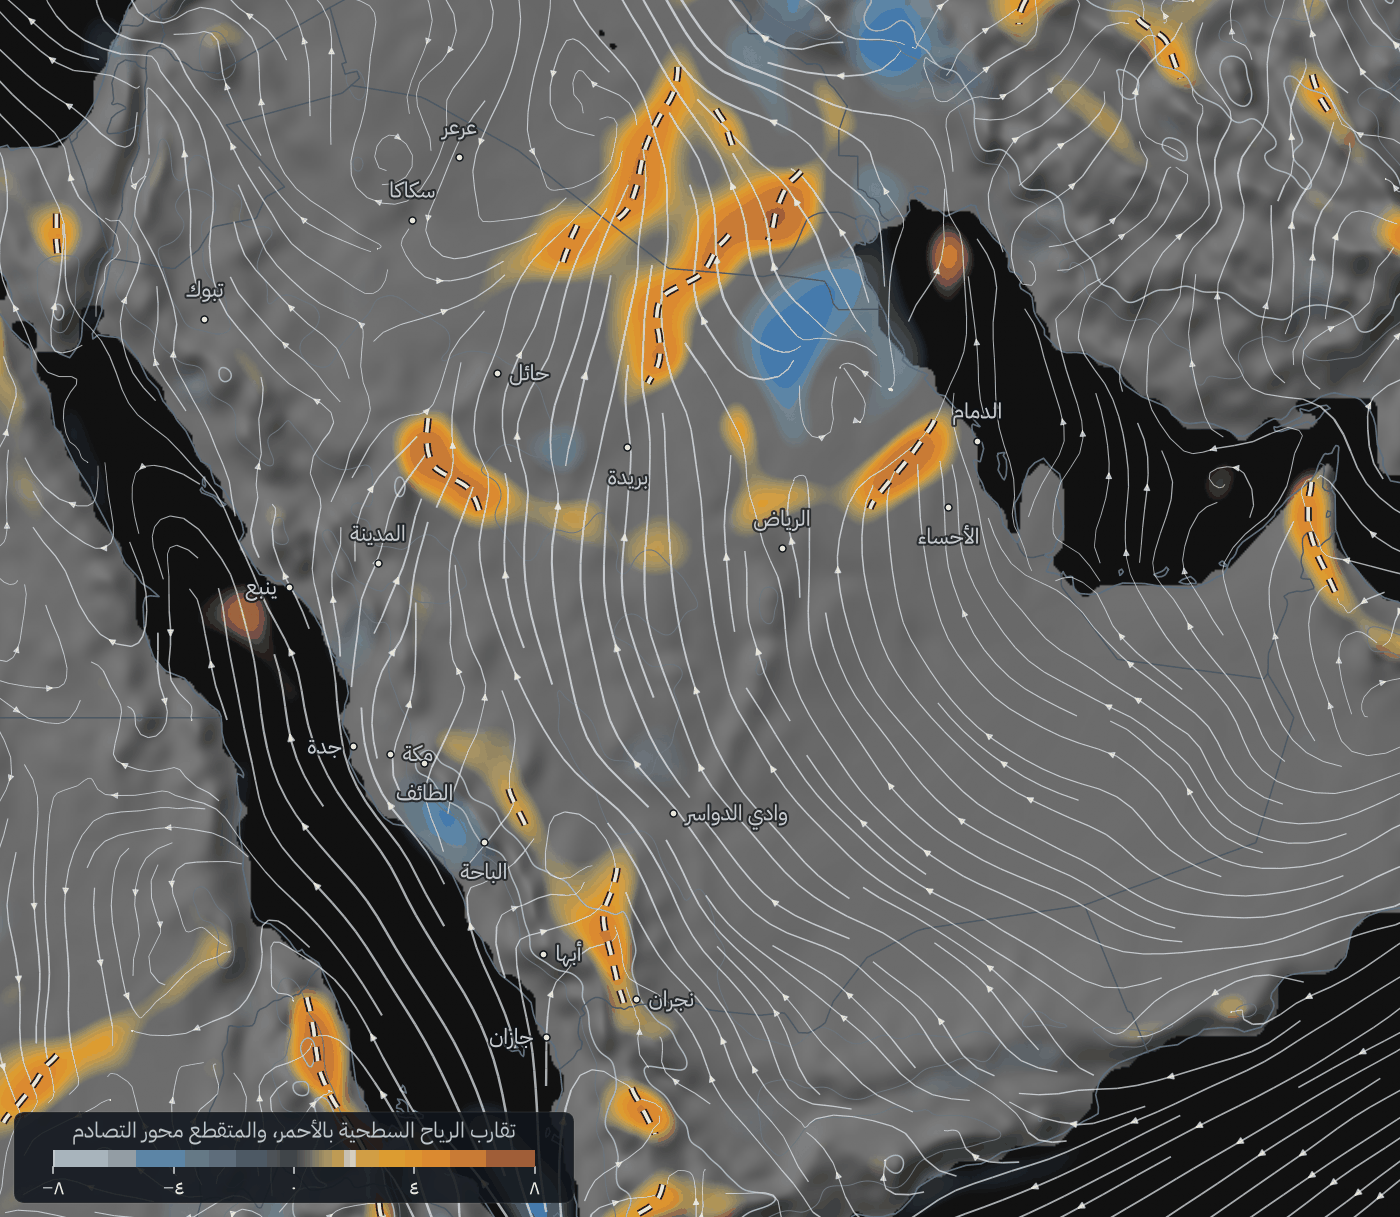 عرعر
سكاكا
تبوك
حائل
الدمام
بريدة
الرياض
المدينة
الأحساء
ينبع
جدة
مكة
الطائف
وادي الدواسر
الباحة
أبها
نجران
جازان
تقارب الرياح السطحية بالأحمر، والمتقطع محور التصادم
−٨ −٤ ٠ ٤ ٨